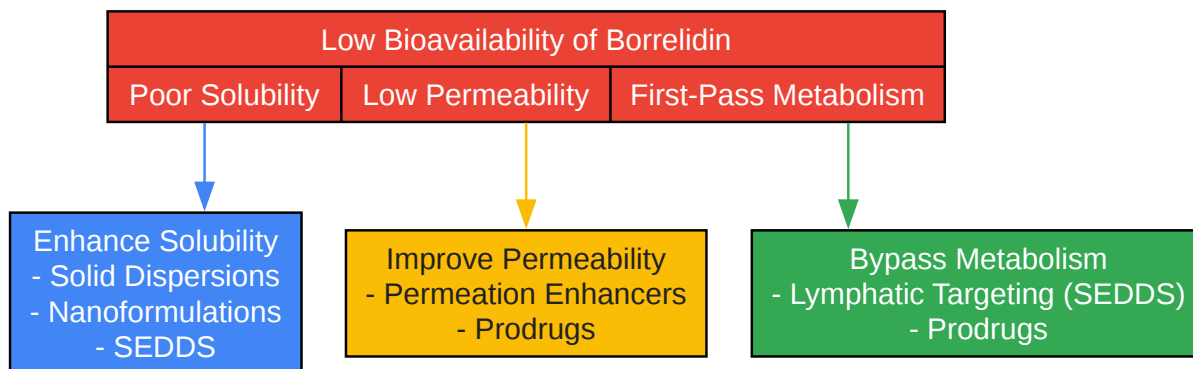 Low Bioavailability of Borrelidin
Poor Solubility
Low Permeability
First-Pass Metabolism
Enhance Solubility
- Solid Dispersions
- Nanoformulations
- SEDDS
Improve Permeability
- Permeation Enhancers
- Prodrugs
Bypass Metabolism
- Lymphatic Targeting (SEDDS)
- Prodrugs